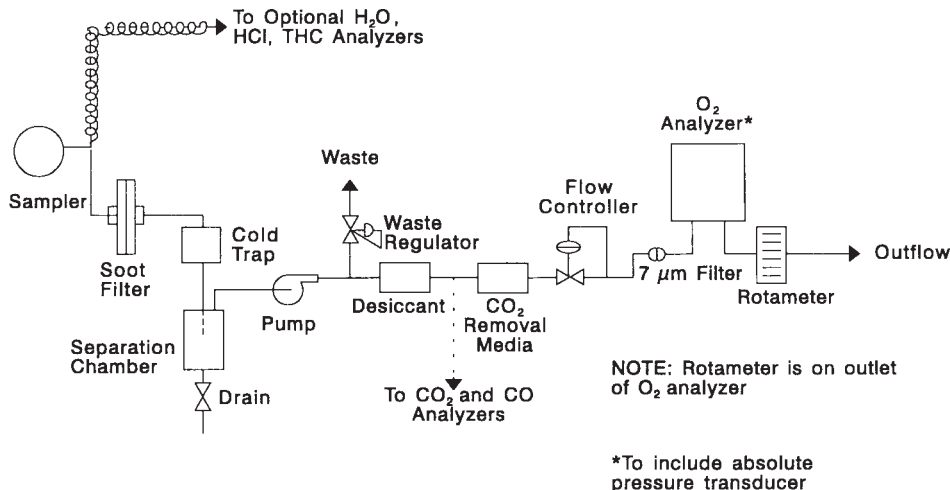 To Optional H₂O,
HCl, THC Analyzers
O₂
Analyzer*
Waste
Flow
Controller
Sampler
Waste
Regulator
Cold
Trap
Outflow
7 μm Filter
Soot
Filter
Rotameter
Desiccant
CO₂
Removal
Media
Pump
Separation
Chamber
NOTE: Rotameter is on outlet
of O₂ analyzer
Drain
To CO₂ and CO
Analyzers
*To include absolute
pressure transducer